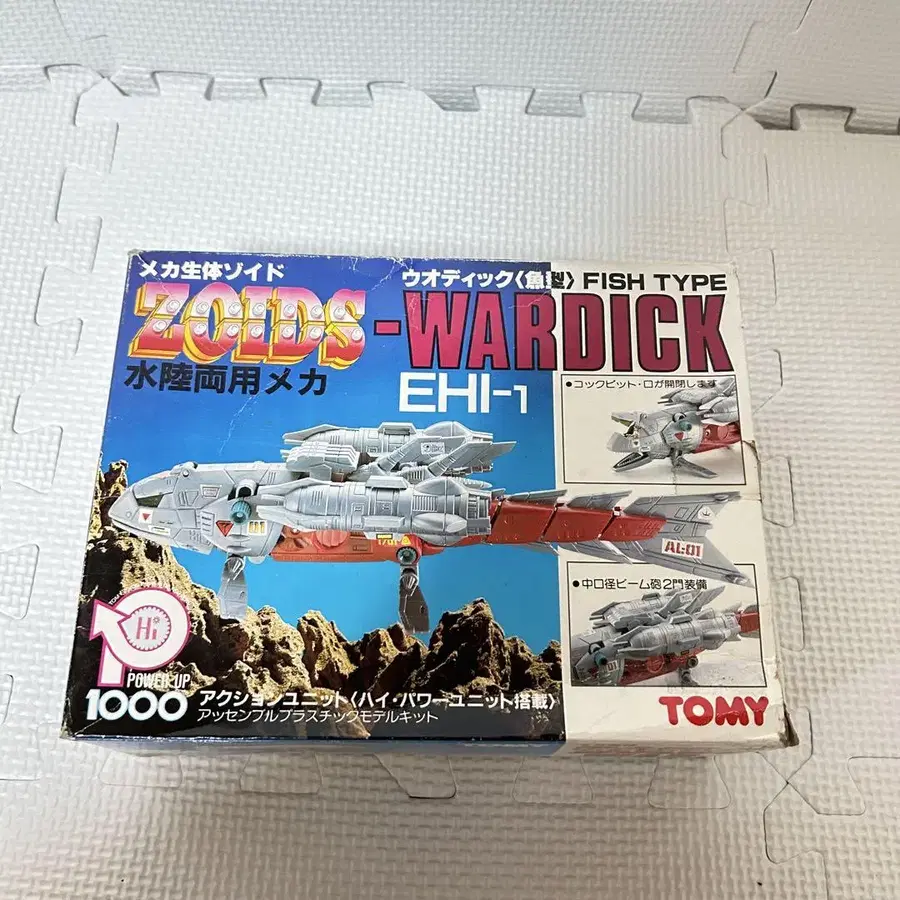 メカ生体ゾイド
ZOIDS
水陸両用メカ
ウオディック〈魚型〉 FISH TYPE
-WARDICK
EHI-1
●コックピット・口が開閉します
AL:01
●中口径ビーム砲2門装備
Hi
POWER UP
1000
アクションユニット〈ハイ・パワーユニット搭載〉
アッセンブルプラスチックモデルキット
TOMY